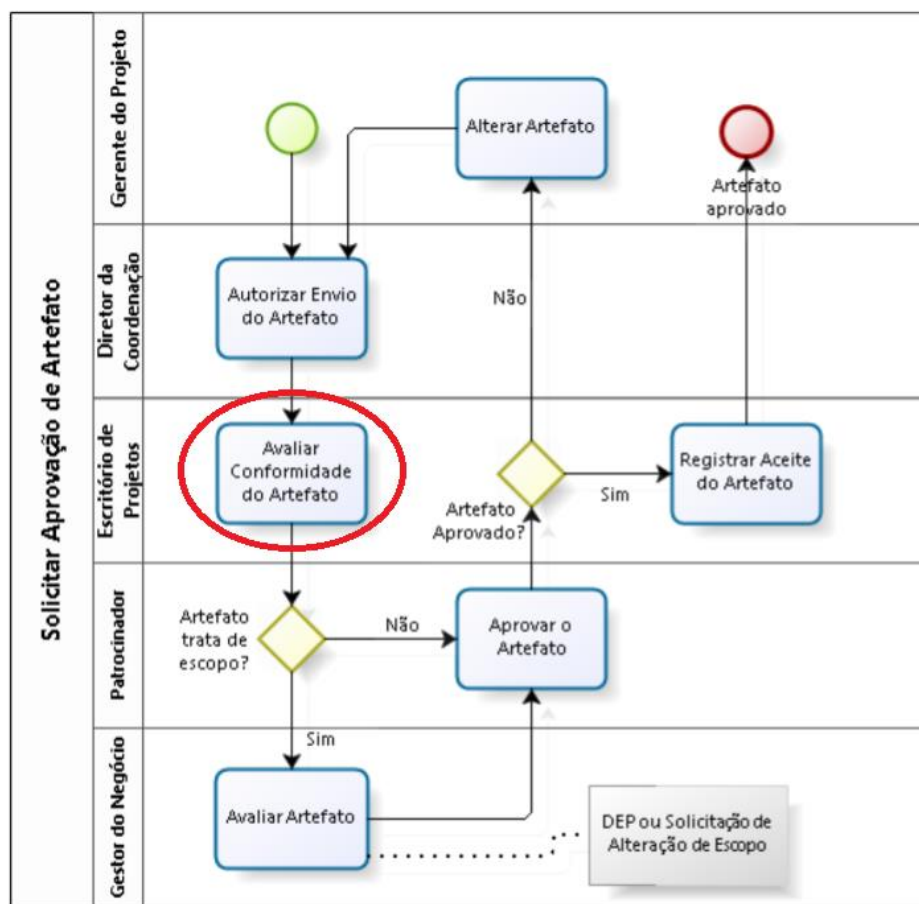 Solicitar Aprovação de Artefato
Gerente do Projeto
Alterar Artefato
Artefato
aprovado
Diretor da
Coordenação
Autorizar Envio
do Artefato
Não
Escritório de
Projetos
Avaliar
Conformidade
do Artefato
Artefato
Aprovado?
Sim
Registrar Aceite
do Artefato
Patrocinador
Artefato
trata de
escopo?
Não
Aprovar o
Artefato
Sim
Gestor do Negócio
Avaliar Artefato
DEP ou Solicitação de
Alteração de Escopo